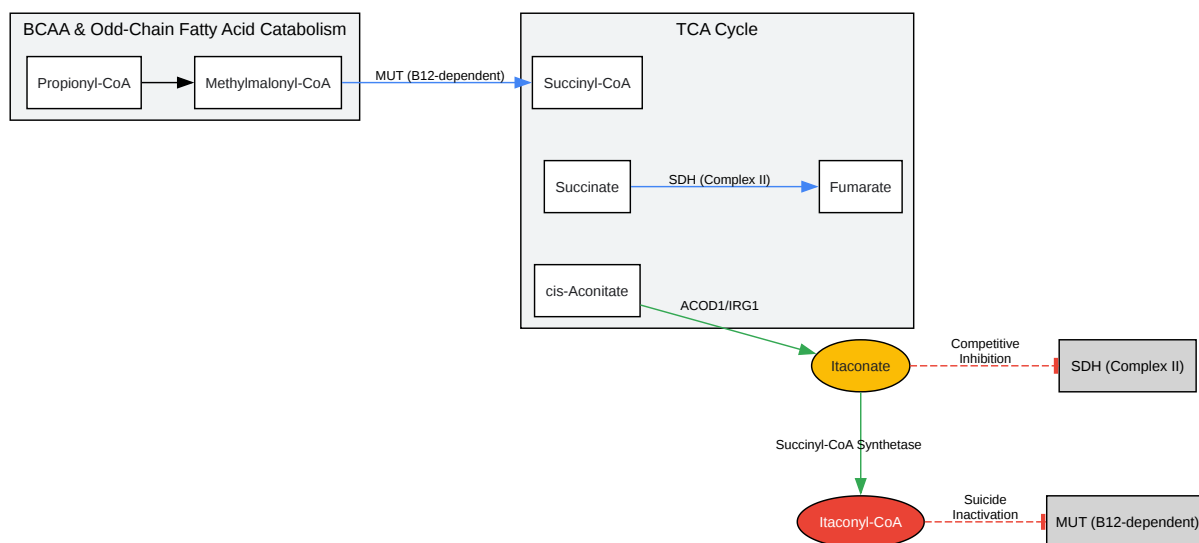 BCAA & Odd-Chain Fatty Acid Catabolism
TCA Cycle
Propionyl-CoA
Methylmalonyl-CoA
MUT (B12-dependent)
Succinyl-CoA
Succinate
SDH (Complex II)
Fumarate
cis-Aconitate
ACOD1/IRG1
Itaconate
Competitive
Inhibition
SDH (Complex II)
Succinyl-CoA Synthetase
Itaconyl-CoA
Suicide
Inactivation
MUT (B12-dependent)